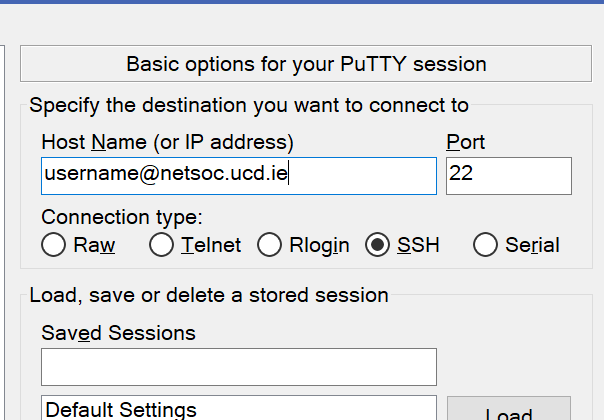 Basic options for your PuTTY session
Specify the destination you want to connect to
Host Name (or IP address) Port
username@netsoc.ucd.ie 22
Connection type:
Raw Telnet Rlogin SSH Serial
Load, save or delete a stored session
Saved Sessions
Default Settings Load